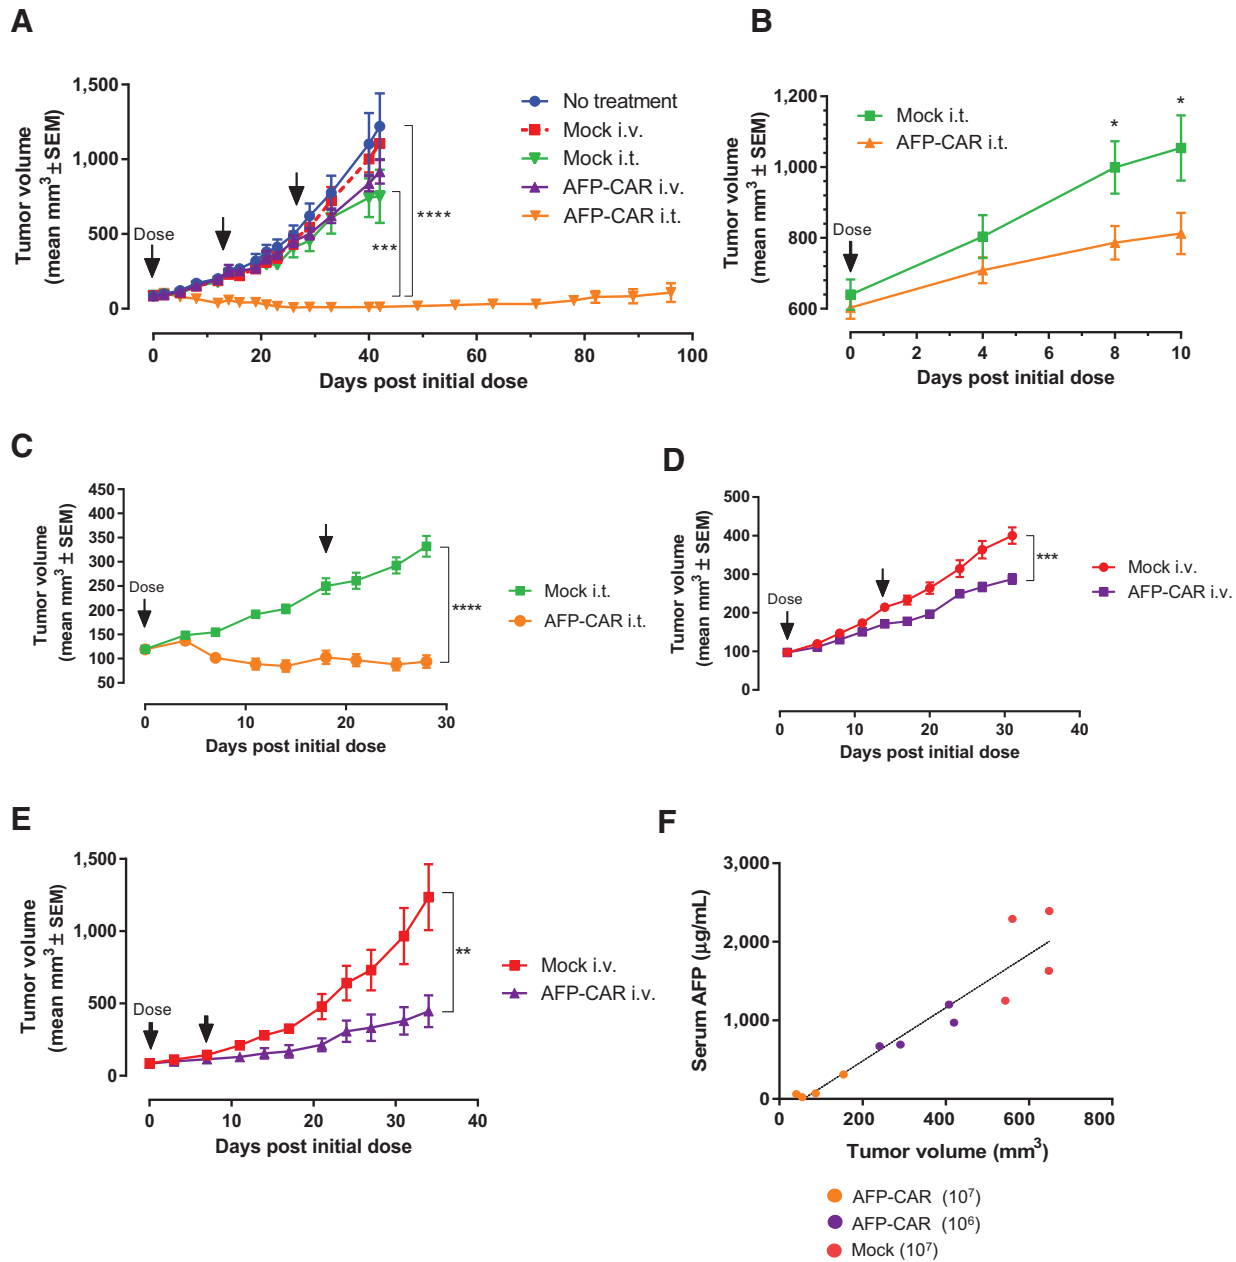 A
Tumor volume
(mean mm³ ± SEM)
1,500
1,000
500
0
Dose
0
20
40
60
80
100
Days post initial dose
No treatment
Mock i.v.
Mock i.t.
AFP-CAR i.v.
AFP-CAR i.t.
***
****
B
Tumor volume
(mean mm³ ± SEM)
1,200
1,000
800
600
Dose
Mock i.t.
AFP-CAR i.t.
*
*
0
2
4
6
8
10
Days post initial dose
C
Tumor volume
(mean mm³ ± SEM)
450
400
350
300
250
200
150
100
50
Dose
0
10
20
30
Days post initial dose
****
Mock i.t.
AFP-CAR i.t.
D
Tumor volume
(mean mm³ ± SEM)
500
400
300
200
100
0
Dose
0
10
20
30
40
Days post initial dose
***
Mock i.v.
AFP-CAR i.v.
E
Tumor volume
(mean mm³ ± SEM)
1,500
1,000
500
0
Dose
0
10
20
30
40
Days post initial dose
**
Mock i.v.
AFP-CAR i.v.
F
Serum AFP (μg/mL)
3,000
2,000
1,000
0
0
200
400
600
800
Tumor volume (mm³)
AFP-CAR (10⁷)
AFP-CAR (10⁶)
Mock (10⁷)